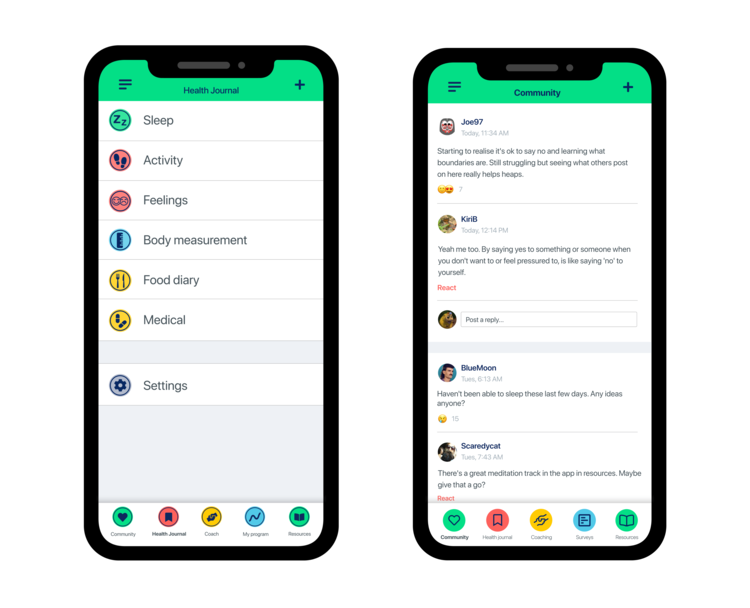 Health Journal
Zz
Sleep
Activity
Feelings
Body measurement
Food diary
Medical
Settings
Community
Health Journal
Coach
My program
Resources
Community
Joe97
Today, 11:34 AM
Starting to realise it's ok to say no and learning what
boundaries are. Still struggling but seeing what others post
on here really helps heaps.
7
KiriB
Today, 12:14 PM
Yeah me too. By saying yes to something or someone when
you don't want to or feel pressured to, is like saying 'no' to
yourself.
React
Post a reply...
BlueMoon
Tues, 6:13 AM
Haven't been able to sleep these last few days. Any ideas
anyone?
15
Scaredycat
Tues, 7:43 AM
There's a great meditation track in the app in resources. Maybe
give that a go?
React
Community
Health journal
Coaching
Surveys
Resources